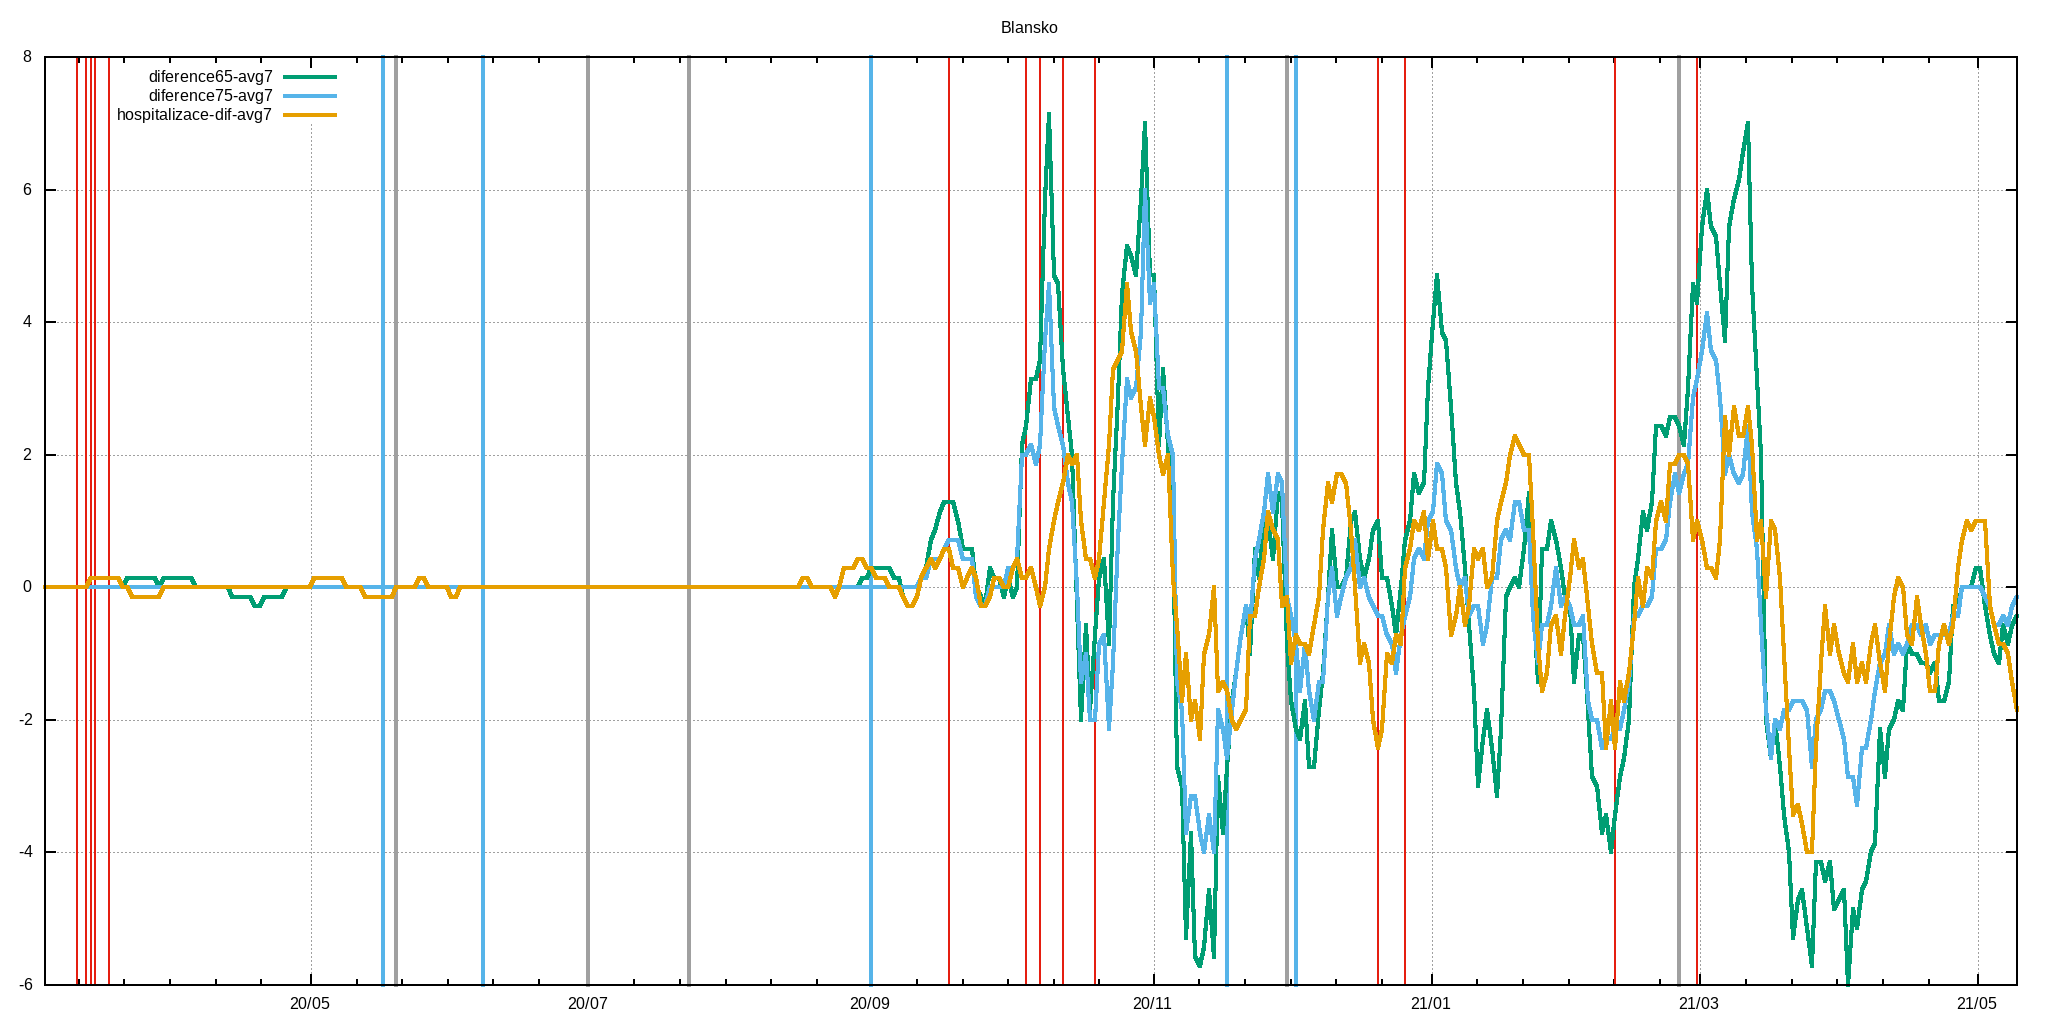 Blansko
8
diference65-avg7
diference75-avg7
hospitalizace-dif-avg7
6
4
2
0
-2
-4
-6
20/05 20/07 20/09 20/11 21/01 21/03 21/05